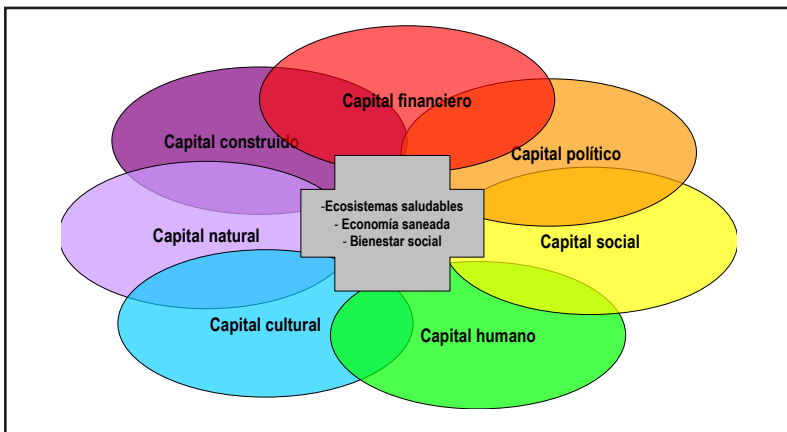 Capital financiero
Capital construido
Capital político
-Ecosistemas saludables
- Economía saneada
- Bienestar social
Capital natural
Capital social
Capital cultural
Capital humano